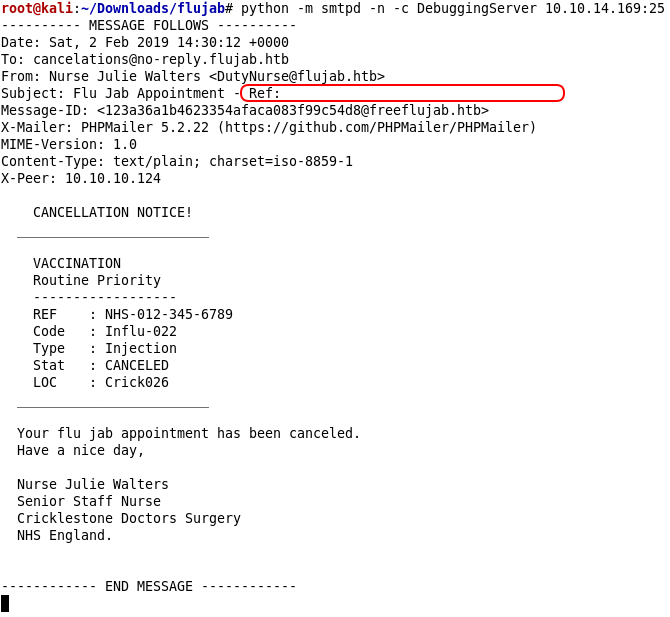 root@kali:~/Downloads/flujab# python -m smtpd -n -c DebuggingServer 10.10.14.169:25
---------- MESSAGE FOLLOWS ----------
Date: Sat, 2 Feb 2019 14:30:12 +0000
To: cancelations@no-reply.flujab.htb
From: Nurse Julie Walters <DutyNurse@flujab.htb>
Subject: Flu Jab Appointment - Ref:
Message-ID: <123a36a1b4623354afaca083f99c54d8@freeflujab.htb>
X-Mailer: PHPMailer 5.2.22 (https://github.com/PHPMailer/PHPMailer)
MIME-Version: 1.0
Content-Type: text/plain; charset=iso-8859-1
X-Peer: 10.10.10.124
CANCELLATION NOTICE!
________________________
VACCINATION
Routine Priority
------------------
REF    : NHS-012-345-6789
Code   : Influ-022
Type   : Injection
Stat   : CANCELED
LOC    : Crick026
________________________
Your flu jab appointment has been canceled.
Have a nice day,
Nurse Julie Walters
Senior Staff Nurse
Cricklestone Doctors Surgery
NHS England.
------------ END MESSAGE ------------